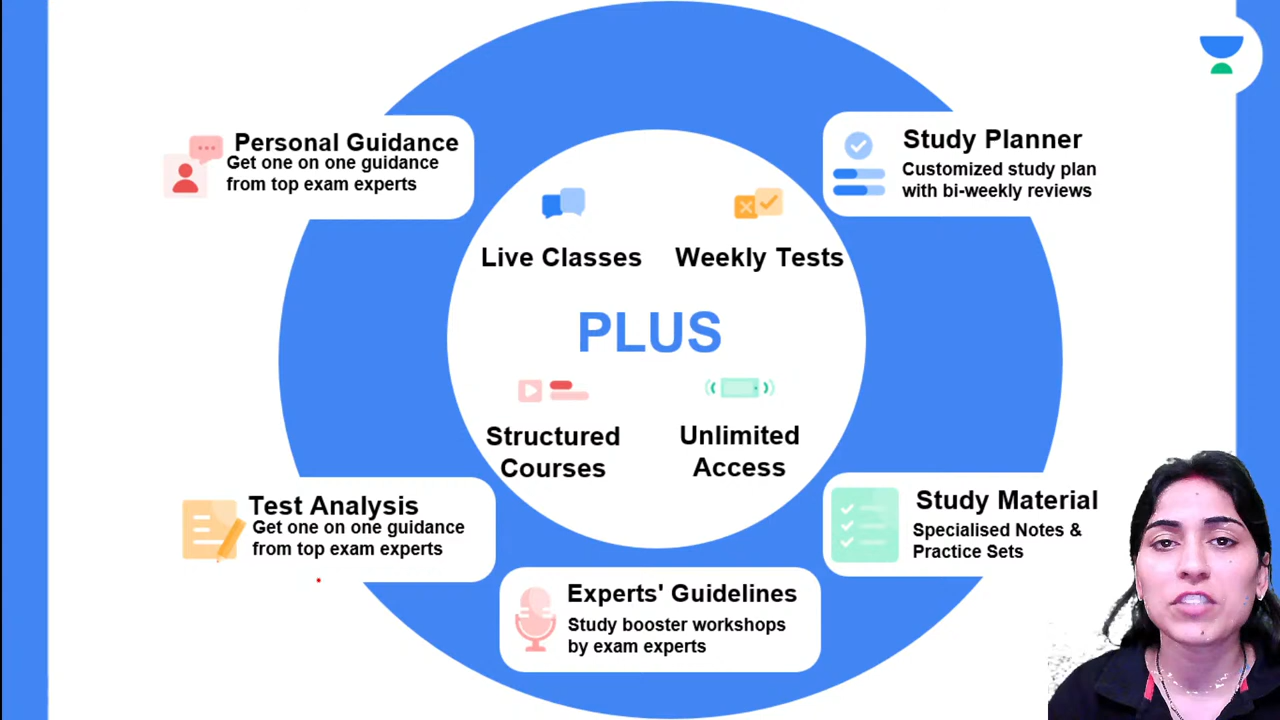 Personal Guidance
Get one on one guidance
from top exam experts
Study Planner
Customized study plan
with bi-weekly reviews
Live Classes
Weekly Tests
PLUS
Structured
Courses
Unlimited
Access
Test Analysis
Get one on one guidance
from top exam experts
Study Material
Specialised Notes &
Practice Sets
Experts' Guidelines
Study booster workshops
by exam experts